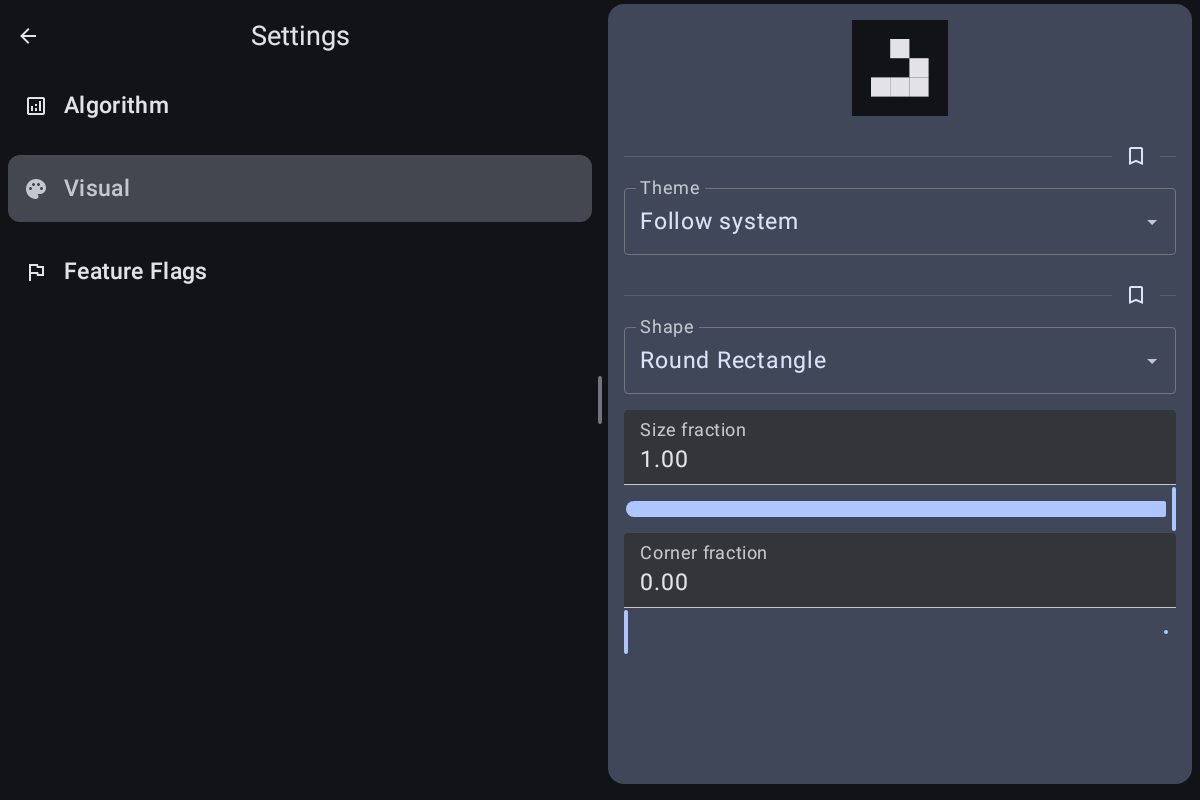 Settings
Algorithm
Visual
Feature Flags
Theme
Follow system
Shape
Round Rectangle
Size fraction
1.00
Corner fraction
0.00